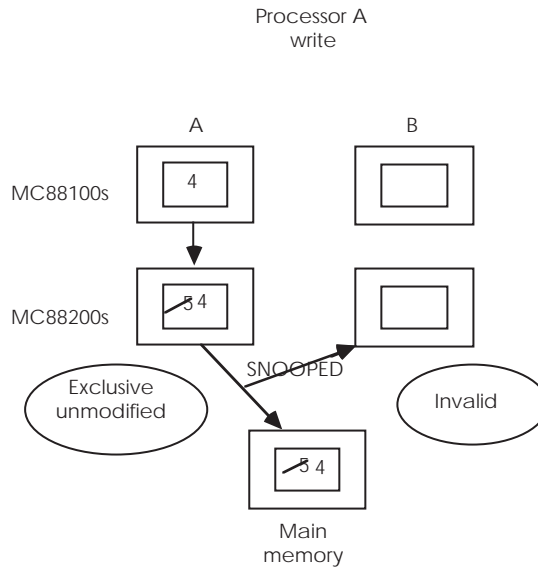 Processor A
write
A
B
MC88100s
4
MC88200s
5 4
SNOOPED
Exclusive
unmodified
Invalid
5 4
Main
memory